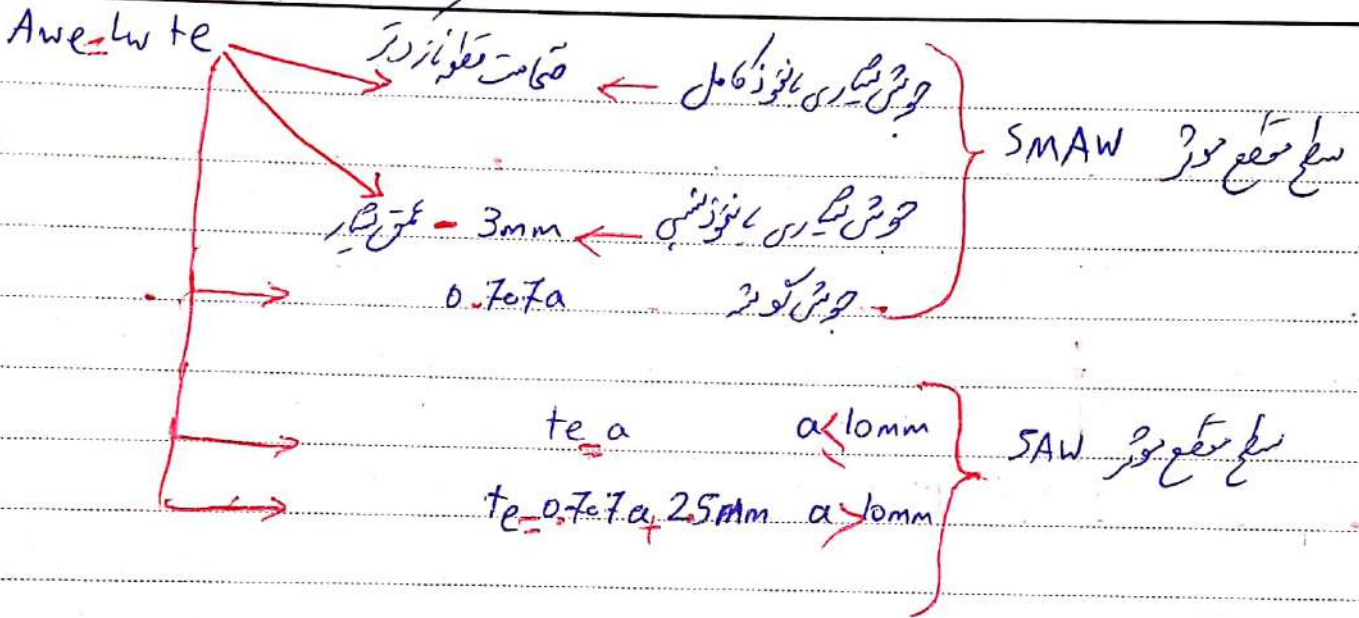 Awe = lw te
سطح مقطع موثر SMAW
جوش شیاری با نفوذ کامل ← ضخامت قطعه نازکتر
جوش شیاری با نفوذ نسبی ← عمق شیار - 3mm
جوش گوشه 0.707a
سطح مقطع موثر SAW
a≤10mm te = a
a>10mm te = 0.707a + 2.5mm